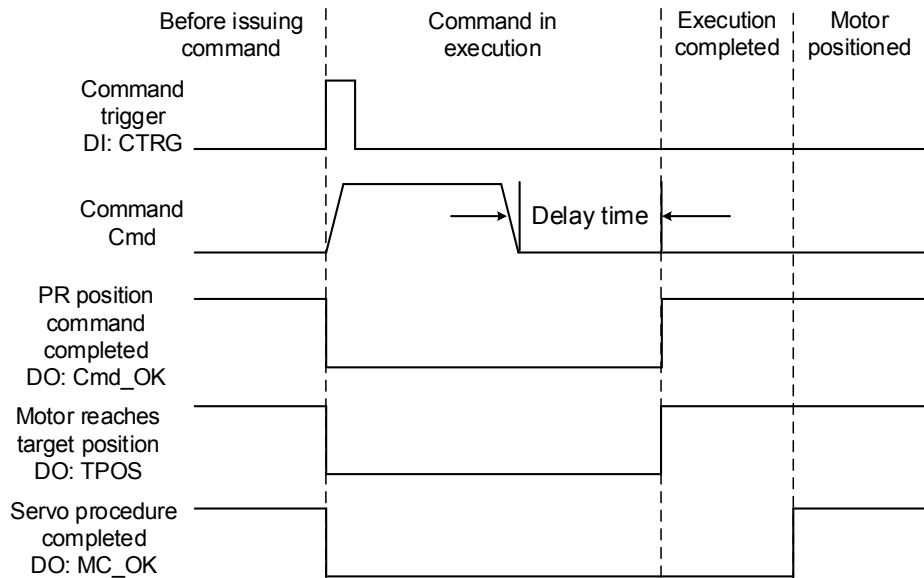 Before issuing
command
Command in
execution
Execution
completed
Motor
positioned
Command
trigger
DI: CTRG
Command
Cmd
Delay time
PR position
command
completed
DO: Cmd_OK
Motor reaches
target position
DO: TPOS
Servo procedure
completed
DO: MC_OK